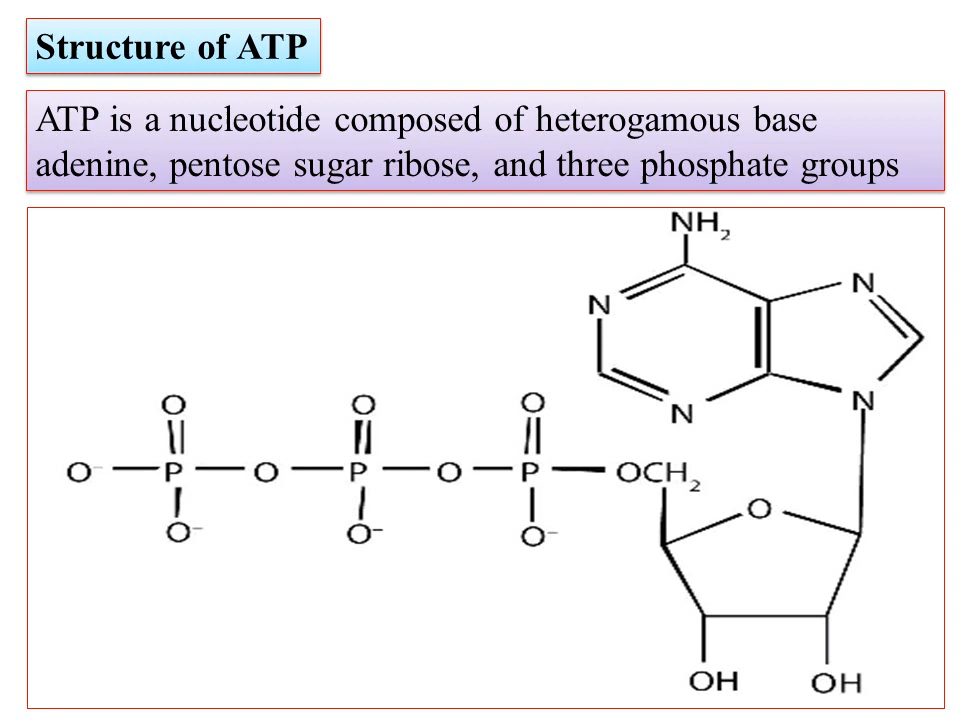 Structure of ATP
ATP is a nucleotide composed of heterogamous base
adenine, pentose sugar ribose, and three phosphate groups
NH₂
N
N
O O O
N N
O⁻ P O P O P OCH₂
O
O⁻ O⁻ O⁻
OH OH